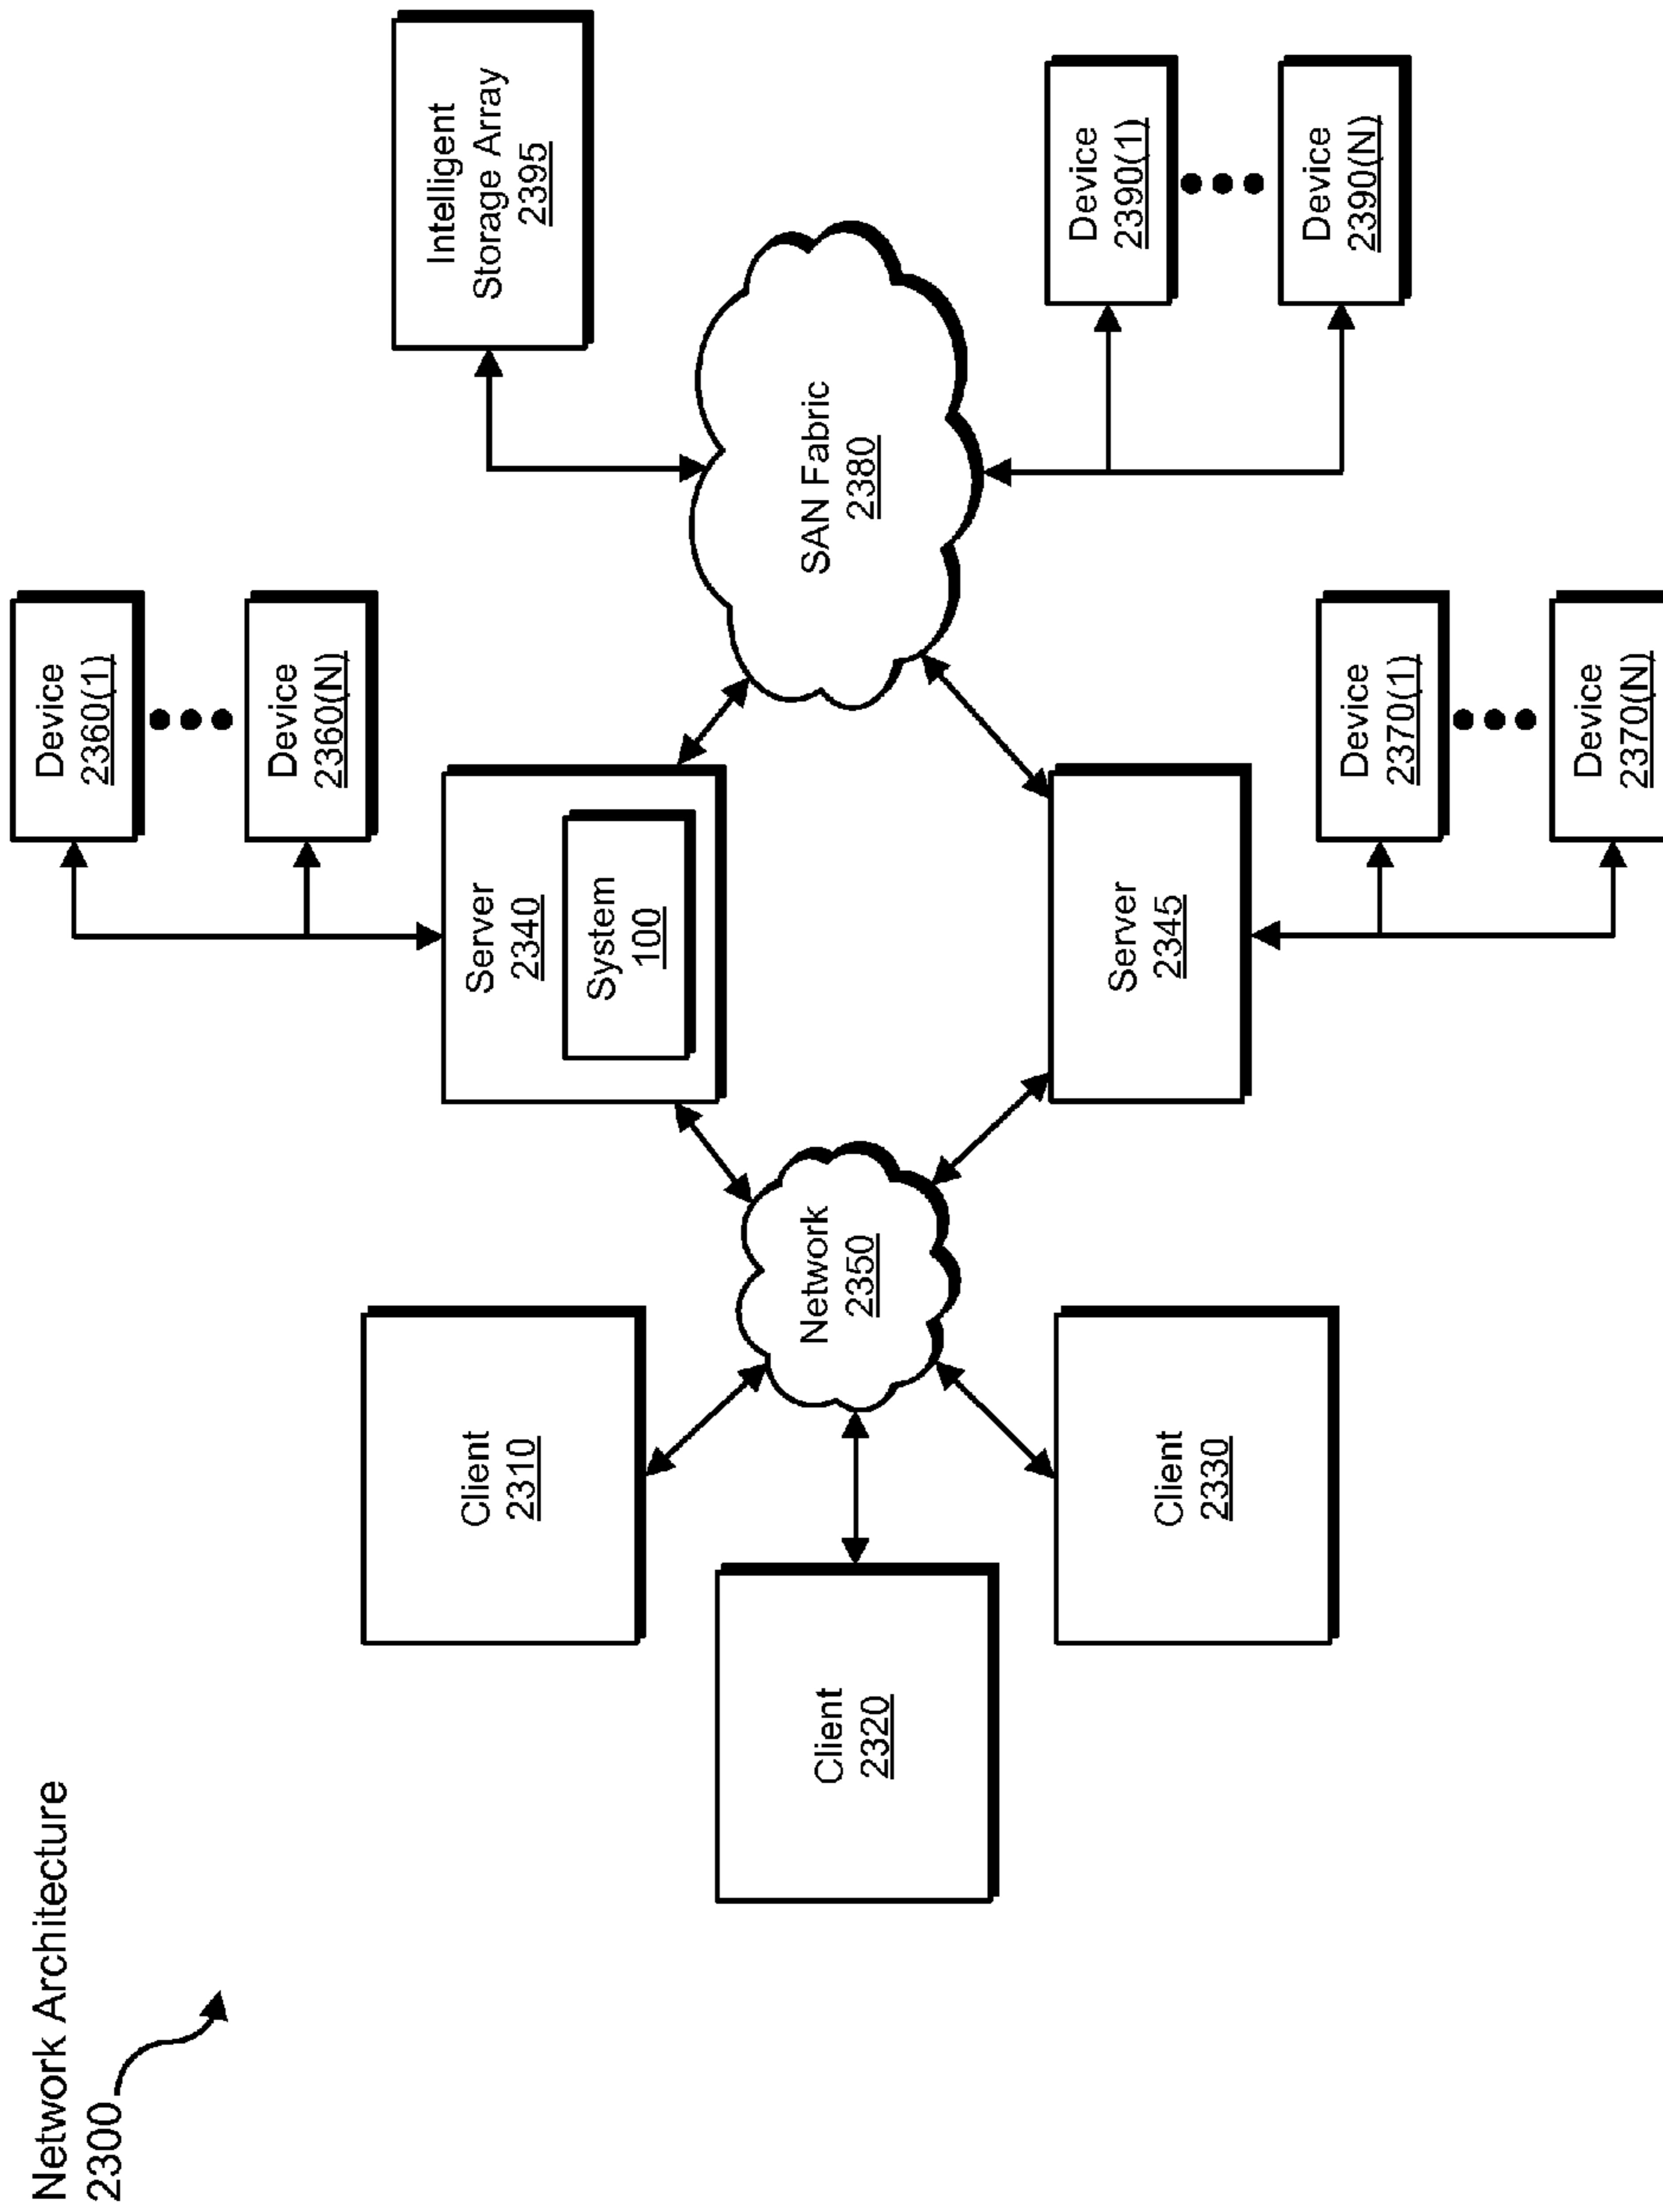 Network Architecture
2300
Device
2360(1)
Device
2360(N)
Intelligent
Storage Array
2395
Client
2310
Server
2340
System
100
Client
2320
Network
2350
SAN Fabric
2380
Client
2330
Server
2345
Device
2390(1)
Device
2390(N)
Device
2370(1)
Device
2370(N)